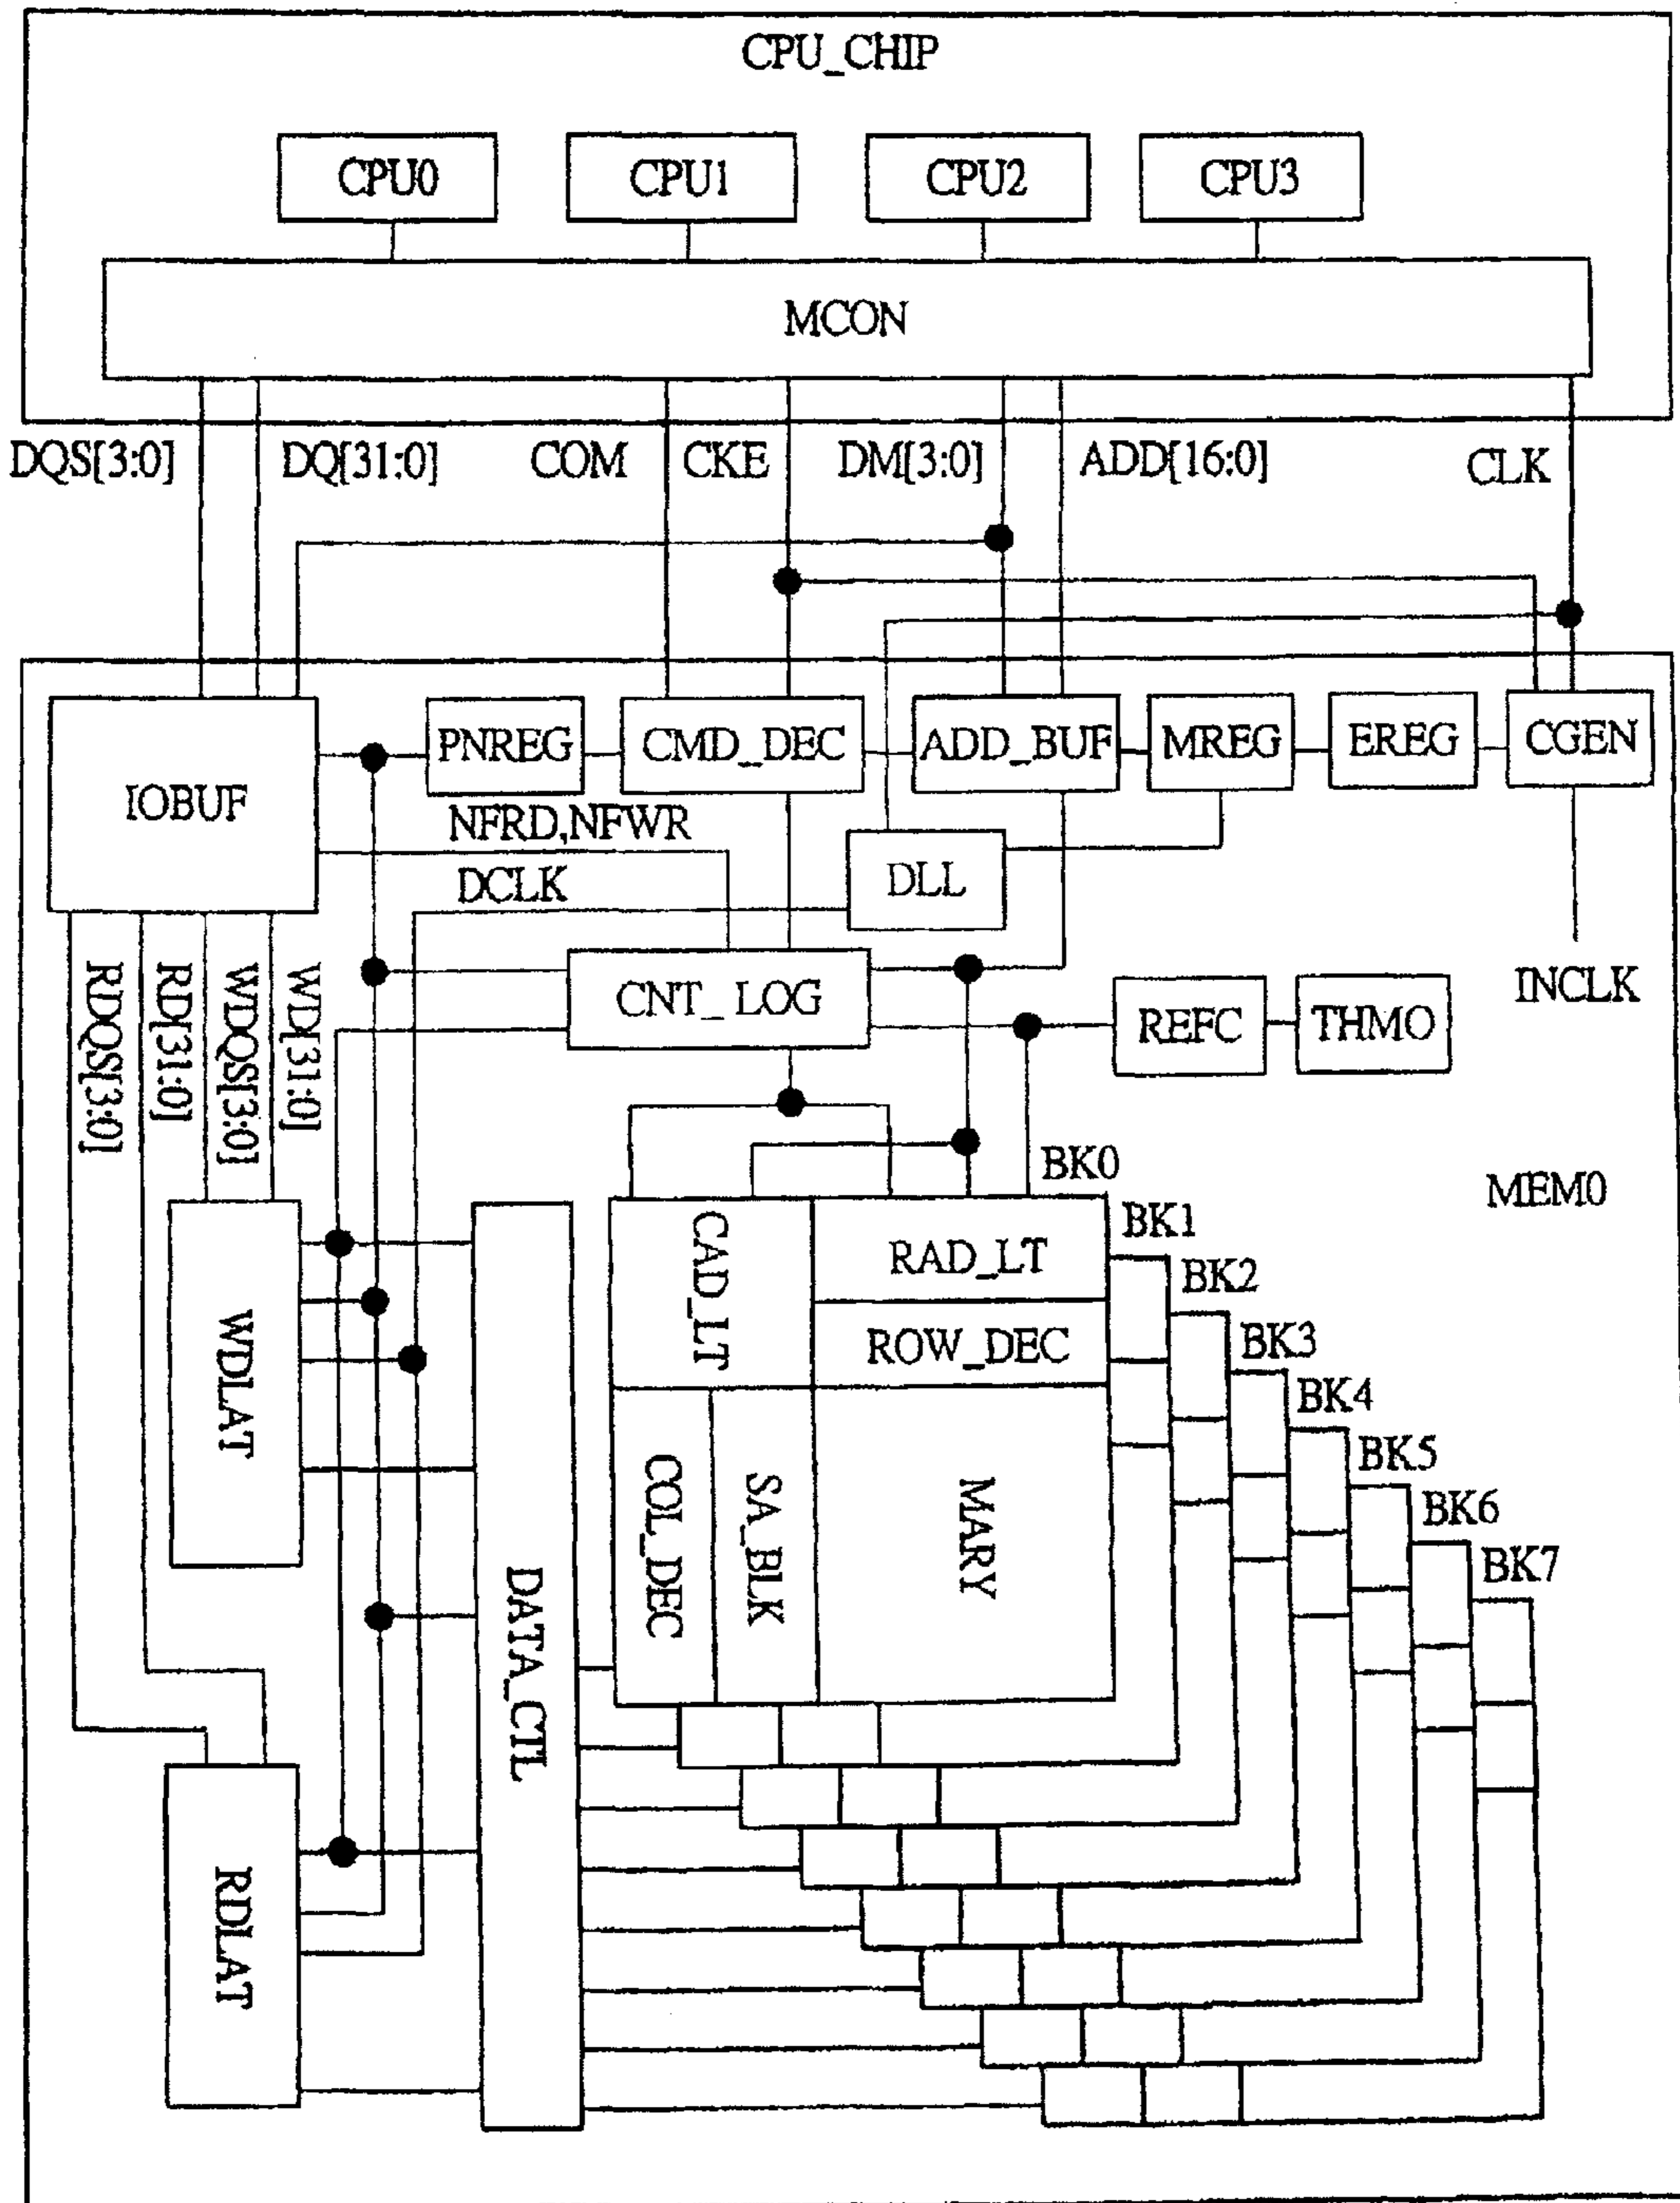 CPU_CHIP
CPU0
CPU1
CPU2
CPU3
MCON
DQS[3:0]
DQ[31:0]
COM
CKE
DM[3:0]
ADD[16:0]
CLK
IOBUF
PNREG
CMD_DEC
ADD_BUF
MREG
EREG
CGEN
NFRD,NFWR
DCLK
DLL
RDQS[3:0]
RD[31:0]
WDQS[3:0]
WD[31:0]
CNT_ LOG
REFC
THMO
INCLK
MEM0
BK0
BK1
BK2
BK3
BK4
BK5
BK6
BK7
CAD_LT
RAD_LT
ROW_DEC
COL_DEC
SA_BLK
MARY
WDLAT
DATA_CTL
RDLAT